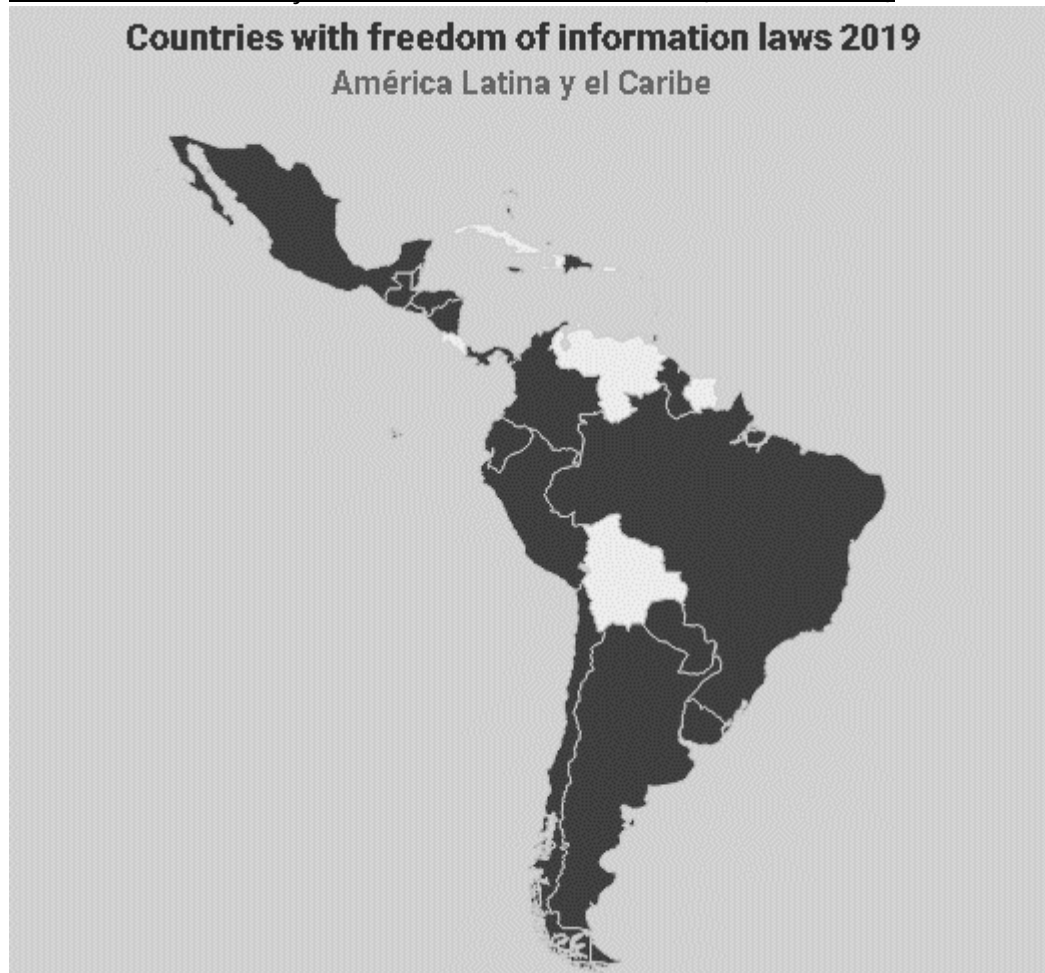 Countries with freedom of information laws 2019
América Latina y el Caribe